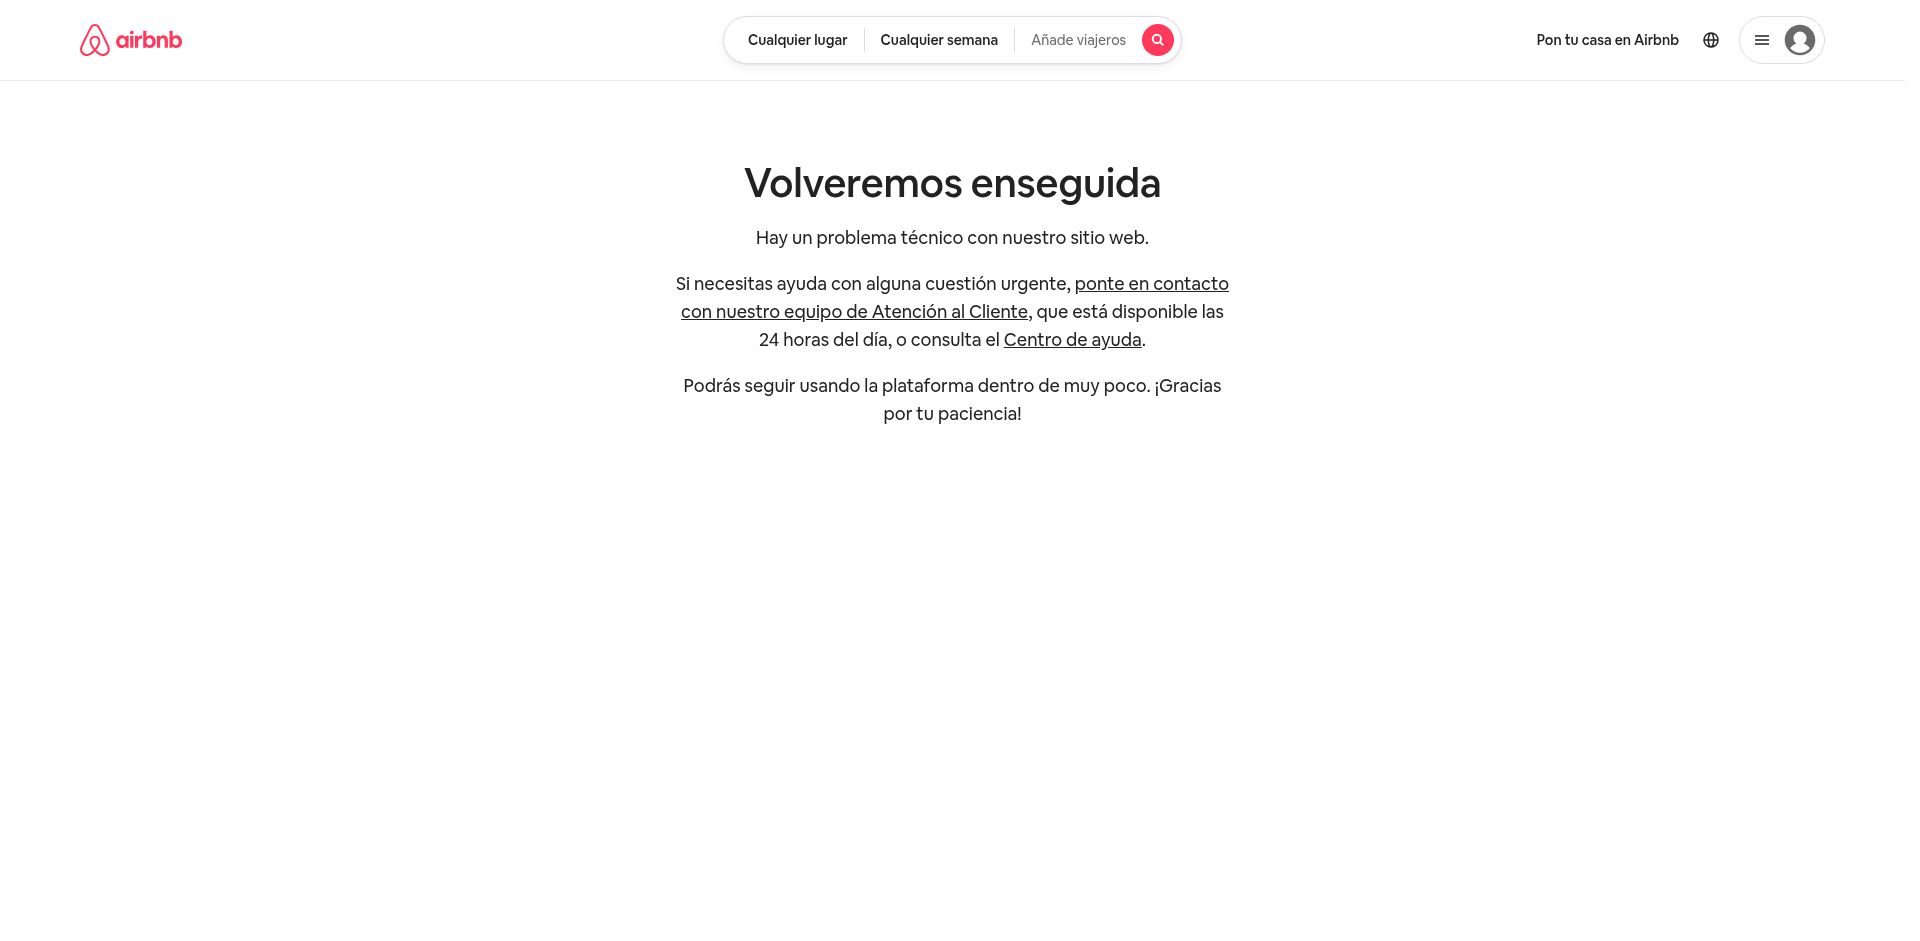 airbnb
Cualquier lugar
Cualquier semana
Añade viajeros
Pon tu casa en Airbnb
Volveremos enseguida
Hay un problema técnico con nuestro sitio web.
Si necesitas ayuda con alguna cuestión urgente, ponte en contacto
con nuestro equipo de Atención al Cliente, que está disponible las
24 horas del día, o consulta el Centro de ayuda.
Podrás seguir usando la plataforma dentro de muy poco. ¡Gracias
por tu paciencia!